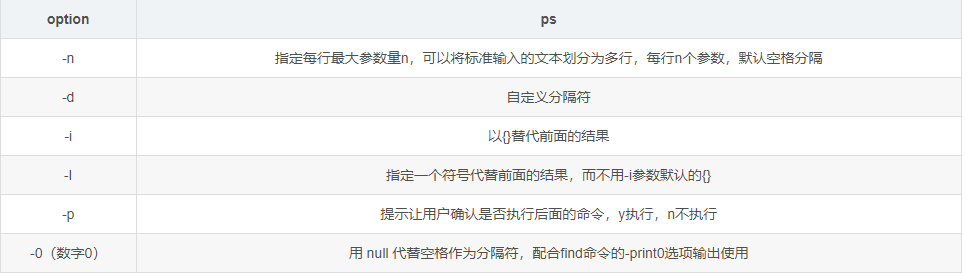 option ps
-n 指定每行最大参数量n，可以将标准输入的文本划分为多行，每行n个参数，默认空格分隔
-d 自定义分隔符
-i 以{}替代前面的结果
-I 指定一个符号代替前面的结果，而不用-i参数默认的{}
-p 提示让用户确认是否执行后面的命令，y执行，n不执行
-0（数字0） 用 null 代替空格作为分隔符，配合find命令的-print0选项输出使用